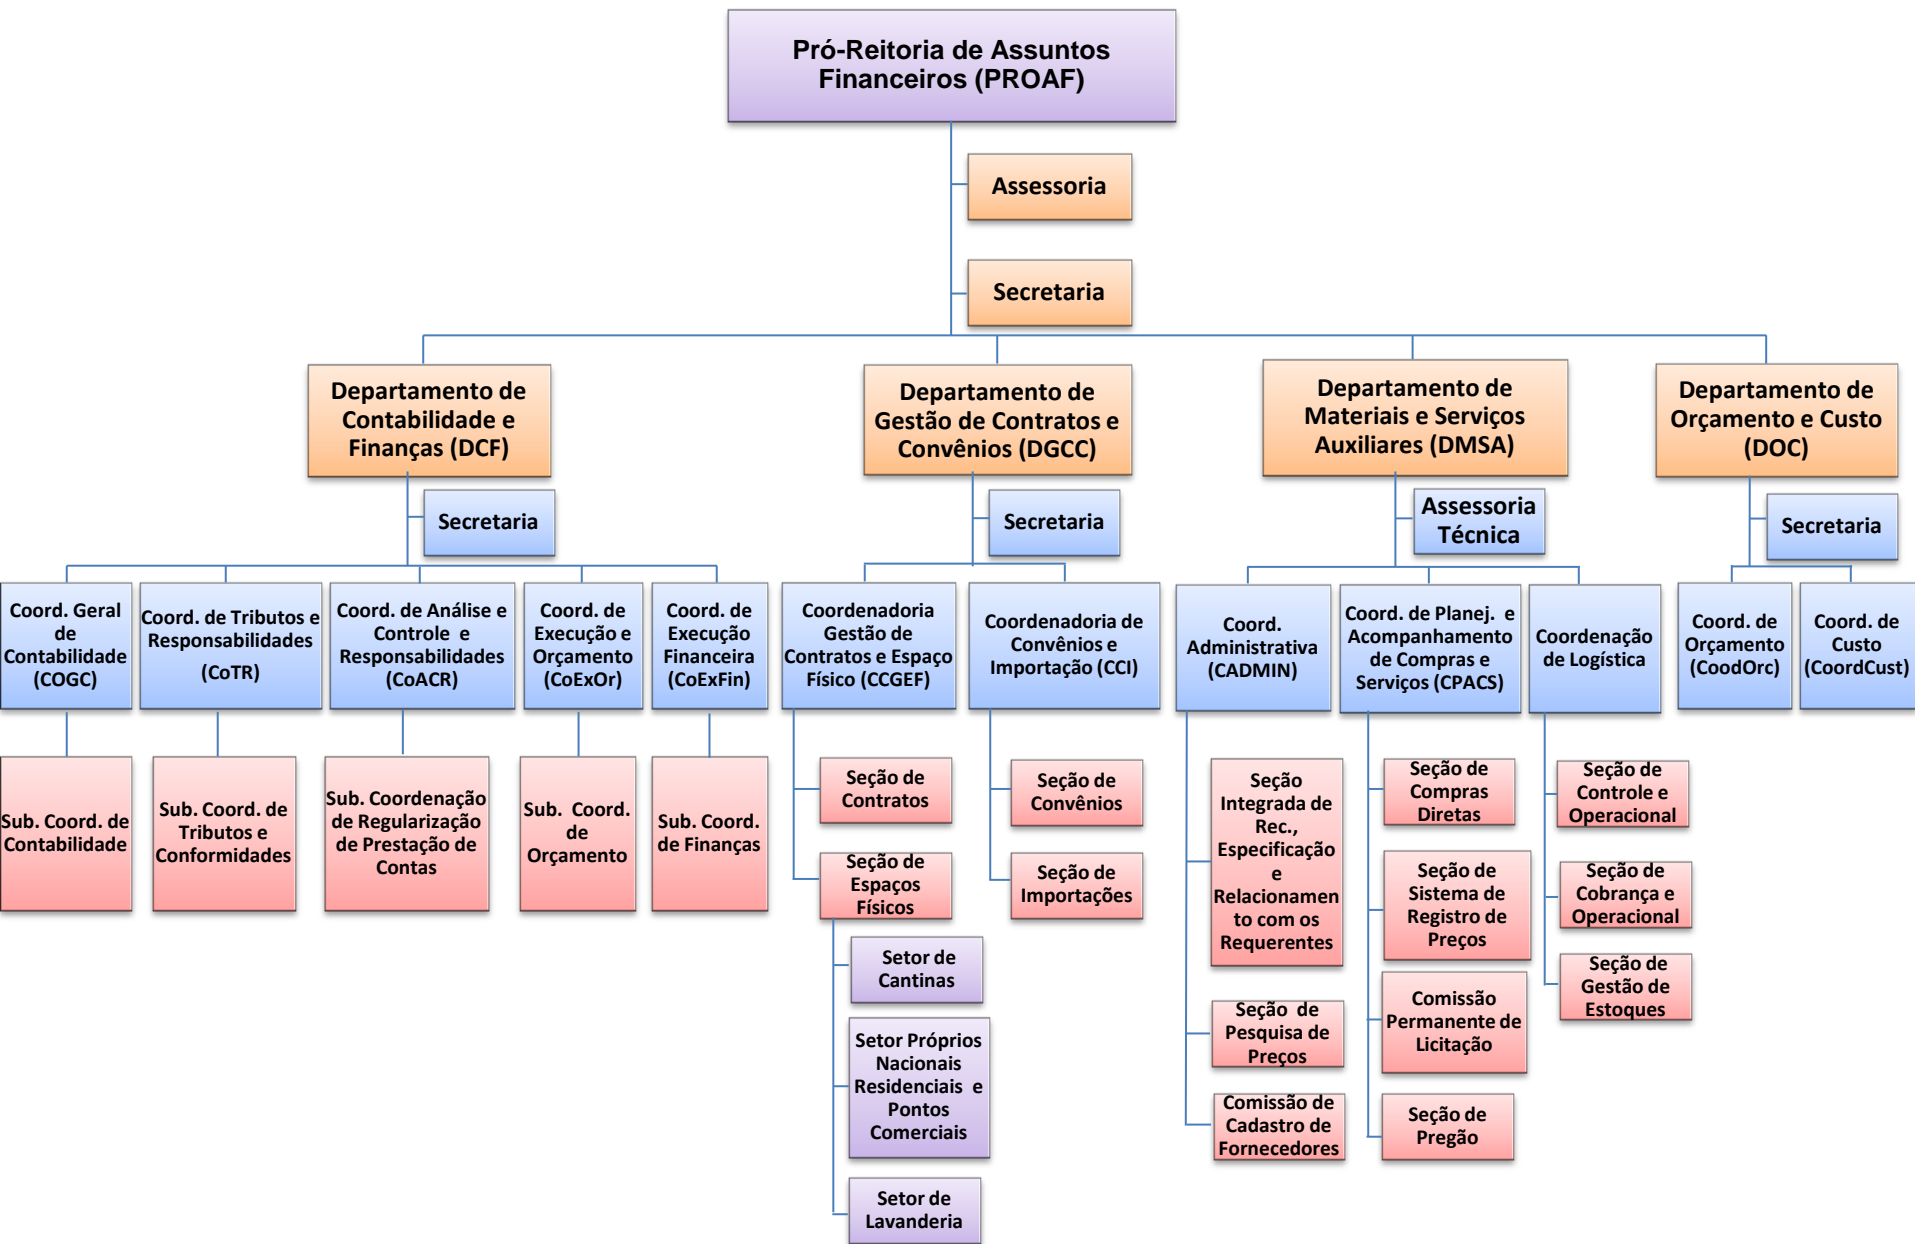 Pró-Reitoria de Assuntos
Financeiros (PROAF)
Assessoria
Secretaria
Departamento de
Contabilidade e
Finanças (DCF)
Departamento de
Gestão de Contratos e
Convênios (DGCC)
Departamento de
Materiais e Serviços
Auxiliares (DMSA)
Departamento de
Orçamento e Custo
(DOC)
Secretaria
Secretaria
Assessoria
Técnica
Secretaria
Coord. Geral
de
Contabilidade
(COGC)
Coord. de Tributos e
Responsabilidades
(CoTR)
Coord. de Análise e
Controle e
Responsabilidades
(CoACR)
Coord. de
Execução e
Orçamento
(CoExOr)
Coord. de
Execução
Financeira
(CoExFin)
Coordenadoria
Gestão de
Contratos e Espaço
Físico (CCGEF)
Coordenadoria de
Convênios e
Importação (CCI)
Coord.
Administrativa
(CADMIN)
Coord. de Planej. e
Acompanhamento
de Compras e
Serviços (CPACS)
Coordenação
de Logística
Coord. de
Orçamento
(CoodOrc)
Coord. de
Custo
(CoordCust)
Sub. Coord. de
Contabilidade
Sub. Coord. de
Tributos e
Conformidades
Sub. Coordenação
de Regularização
de Prestação de
Contas
Sub. Coord.
de
Orçamento
Sub. Coord.
de Finanças
Seção de
Contratos
Seção de
Espaços
Físicos
Setor de
Cantinas
Setor Próprios
Nacionais
Residenciais e
Pontos
Comerciais
Setor de
Lavanderia
Seção de
Convênios
Seção de
Importações
Seção
Integrada de
Rec.,
Especificação
e
Relacionamen
to com os
Requerentes
Seção de
Pesquisa de
Preços
Comissão de
Cadastro de
Fornecedores
Seção de
Compras
Diretas
Seção de
Sistema de
Registro de
Preços
Comissão
Permanente de
Licitação
Seção de
Pregão
Seção de
Controle e
Operacional
Seção de
Cobrança e
Operacional
Seção de
Gestão de
Estoques